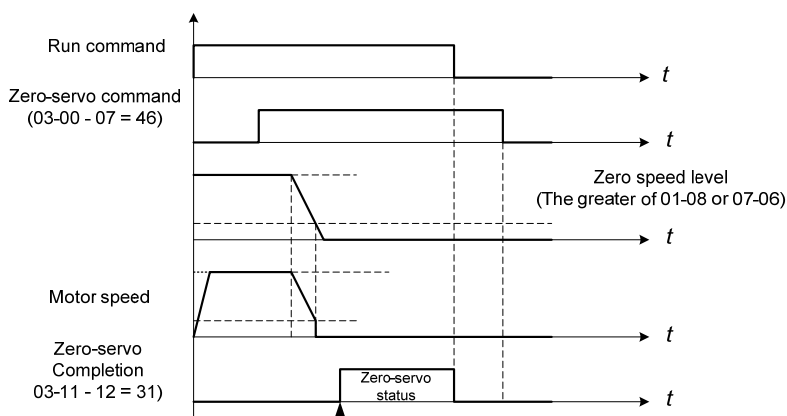 Run command
t
Zero-servo command
(03-00 - 07 = 46)
t
Zero speed level
(The greater of 01-08 or 07-06)
t
Motor speed
t
Zero-servo
Completion
03-11 - 12 = 31)
Zero-servo
status
t